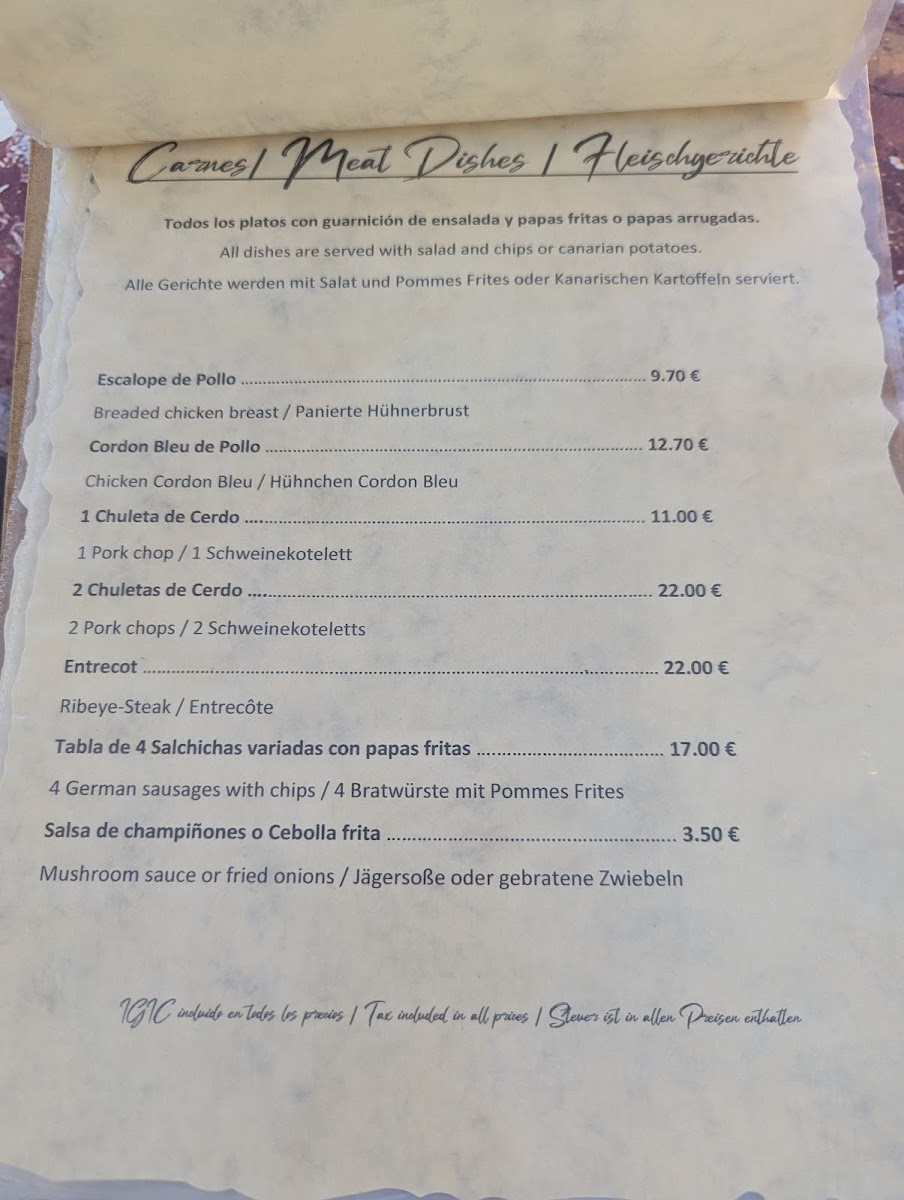 Carnes/ Meat Dishes / Fleischgerichte
Todos los platos con guarnición de ensalada y papas fritas o papas arrugadas.
All dishes are served with salad and chips or canarian potatoes.
Alle Gerichte werden mit Salat und Pommes Frites oder Kanarischen Kartoffeln serviert.
Escalope de Pollo ........................ 9.70 €
Breaded chicken breast / Panierte Hühnerbrust
Cordon Bleu de Pollo ........................ 12.70 €
Chicken Cordon Bleu / Hühnchen Cordon Bleu
1 Chuleta de Cerdo ........................ 11.00 €
1 Pork chop / 1 Schweinekotelett
2 Chuletas de Cerdo ........................ 22.00 €
2 Pork chops / 2 Schweinekoteletts
Entrecot ........................ 22.00 €
Ribeye-Steak / Entrecôte
Tabla de 4 Salchichas variadas con papas fritas ........................ 17.00 €
4 German sausages with chips / 4 Bratwürste mit Pommes Frites
Salsa de champiñones o Cebolla frita ........................ 3.50 €
Mushroom sauce or fried onions / Jägersoße oder gebratene Zwiebeln
IGIC incluido en todos los precios / Tax included in all prices / Steuer ist in allen Preisen enthalten